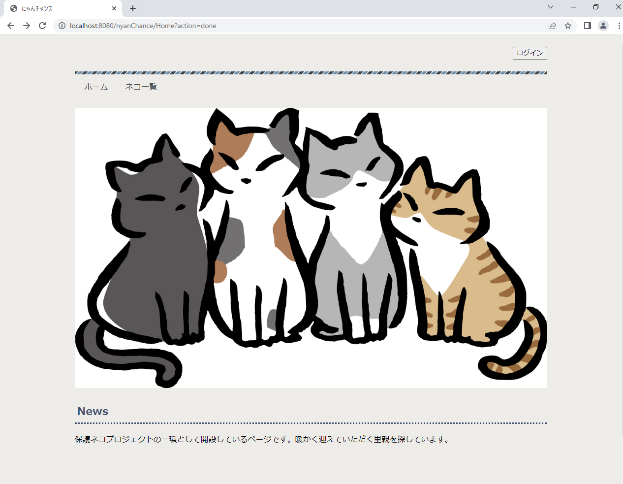 にゃんチャンス
localhost:8080/nyanChance/Home?action=done
ログイン
ホーム ネコ一覧
News
保護ネコプロジェクトの一環として開設しているページです。暖かく迎えていただく里親を探しています。